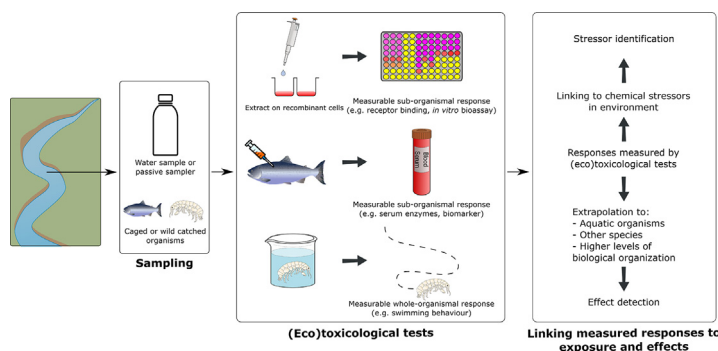 Water sample or
passive sampler
Caged or wild catched
organisms
Sampling
Extract on recombinant cells
Measurable sub-organismal response
(e.g. receptor binding, in vitro bioassay)
Blood
Serum
Measurable sub-organismal response
(e.g. serum enzymes, biomarker)
Measurable whole-organismal response
(e.g. swimming behaviour)
(Eco)toxicological tests
Stressor identification
Linking to chemical stressors
in environment
Responses measured by
(eco)toxicological tests
Extrapolation to:
- Aquatic organisms
- Other species
- Higher levels of
biological organization
Effect detection
Linking measured responses to
exposure and effects